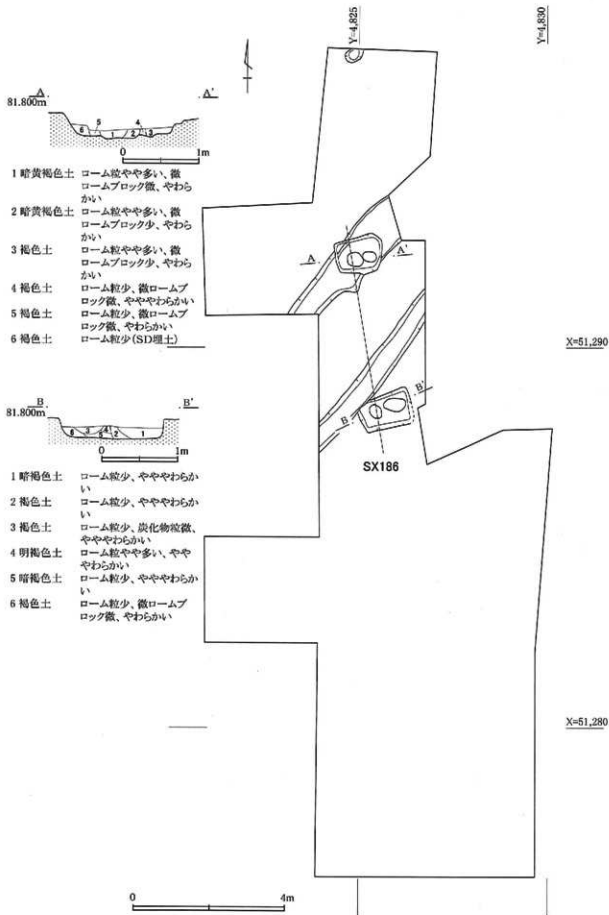 Y=4,825
Y=4,830
A A'
81.800m
5 4
6 1 2 3
0 1m
1 暗黄褐色土 ローム粒やや多い、微
ロームブロック微、やわら
かい
2 暗黄褐色土 ローム粒やや多い、微
ロームブロック少、やわら
かい
3 褐色土 ローム粒やや多い、微
ロームブロック少、やわら
かい
4 褐色土 ローム粒少、微ロームブ
ロック微、ややややわらかい
5 褐色土 ローム粒少、微ロームブ
ロック微、やわらかい
6 褐色土 ローム粒少(SD埋土)
A A'
X=51,290
B B'
81.800m
6 3 5 4 2 1
0 1m
B B'
SX186
1 暗褐色土 ローム粒少、ややややわらか
い
2 褐色土 ローム粒少、ややややわらかい
3 褐色土 ローム粒少、炭化物粒微、
ややややわらかい
4 明褐色土 ローム粒やや多い、やや
やわらかい
5 暗褐色土 ローム粒少、ややややわらか
い
6 褐色土 ローム粒少、微ロームブ
ロック微、やわらかい
X=51,280
0 4m